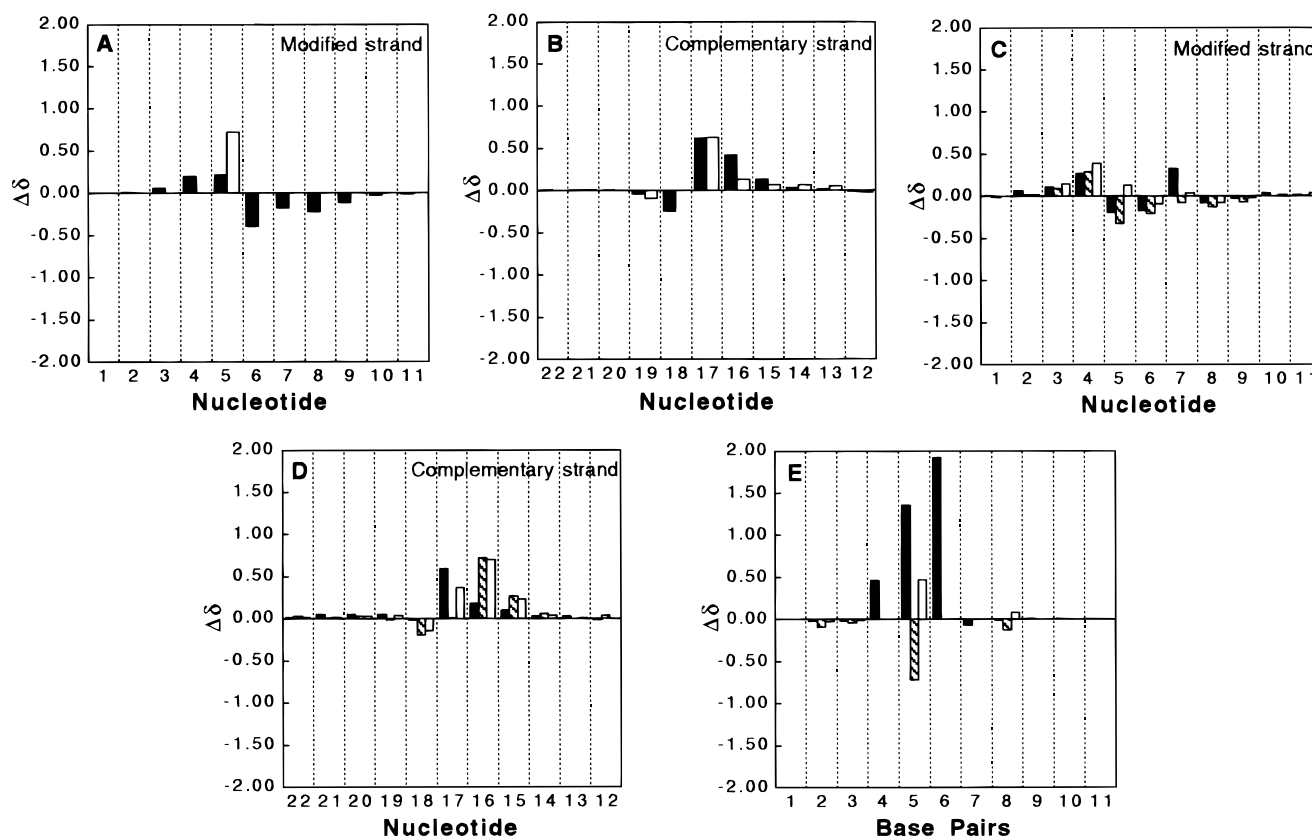 A Modified strand
2.00
1.50
1.00
0.50
0.00
-0.50
-1.00
-1.50
-2.00
Δδ
1 2 3 4 5 6 7 8 9 10 11
Nucleotide
B Complementary strand
2.00
1.50
1.00
0.50
0.00
-0.50
-1.00
-1.50
-2.00
Δδ
22 21 20 19 18 17 16 15 14 13 12
Nucleotide
C Modified strand
2.00
1.50
1.00
0.50
0.00
-0.50
-1.00
-1.50
-2.00
Δδ
1 2 3 4 5 6 7 8 9 10 11
Nucleotide
D Complementary strand
2.00
1.50
1.00
0.50
0.00
-0.50
-1.00
-1.50
-2.00
Δδ
22 21 20 19 18 17 16 15 14 13 12
Nucleotide
E
2.00
1.50
1.00
0.50
0.00
-0.50
-1.00
-1.50
-2.00
Δδ
1 2 3 4 5 6 7 8 9 10 11
Base Pairs